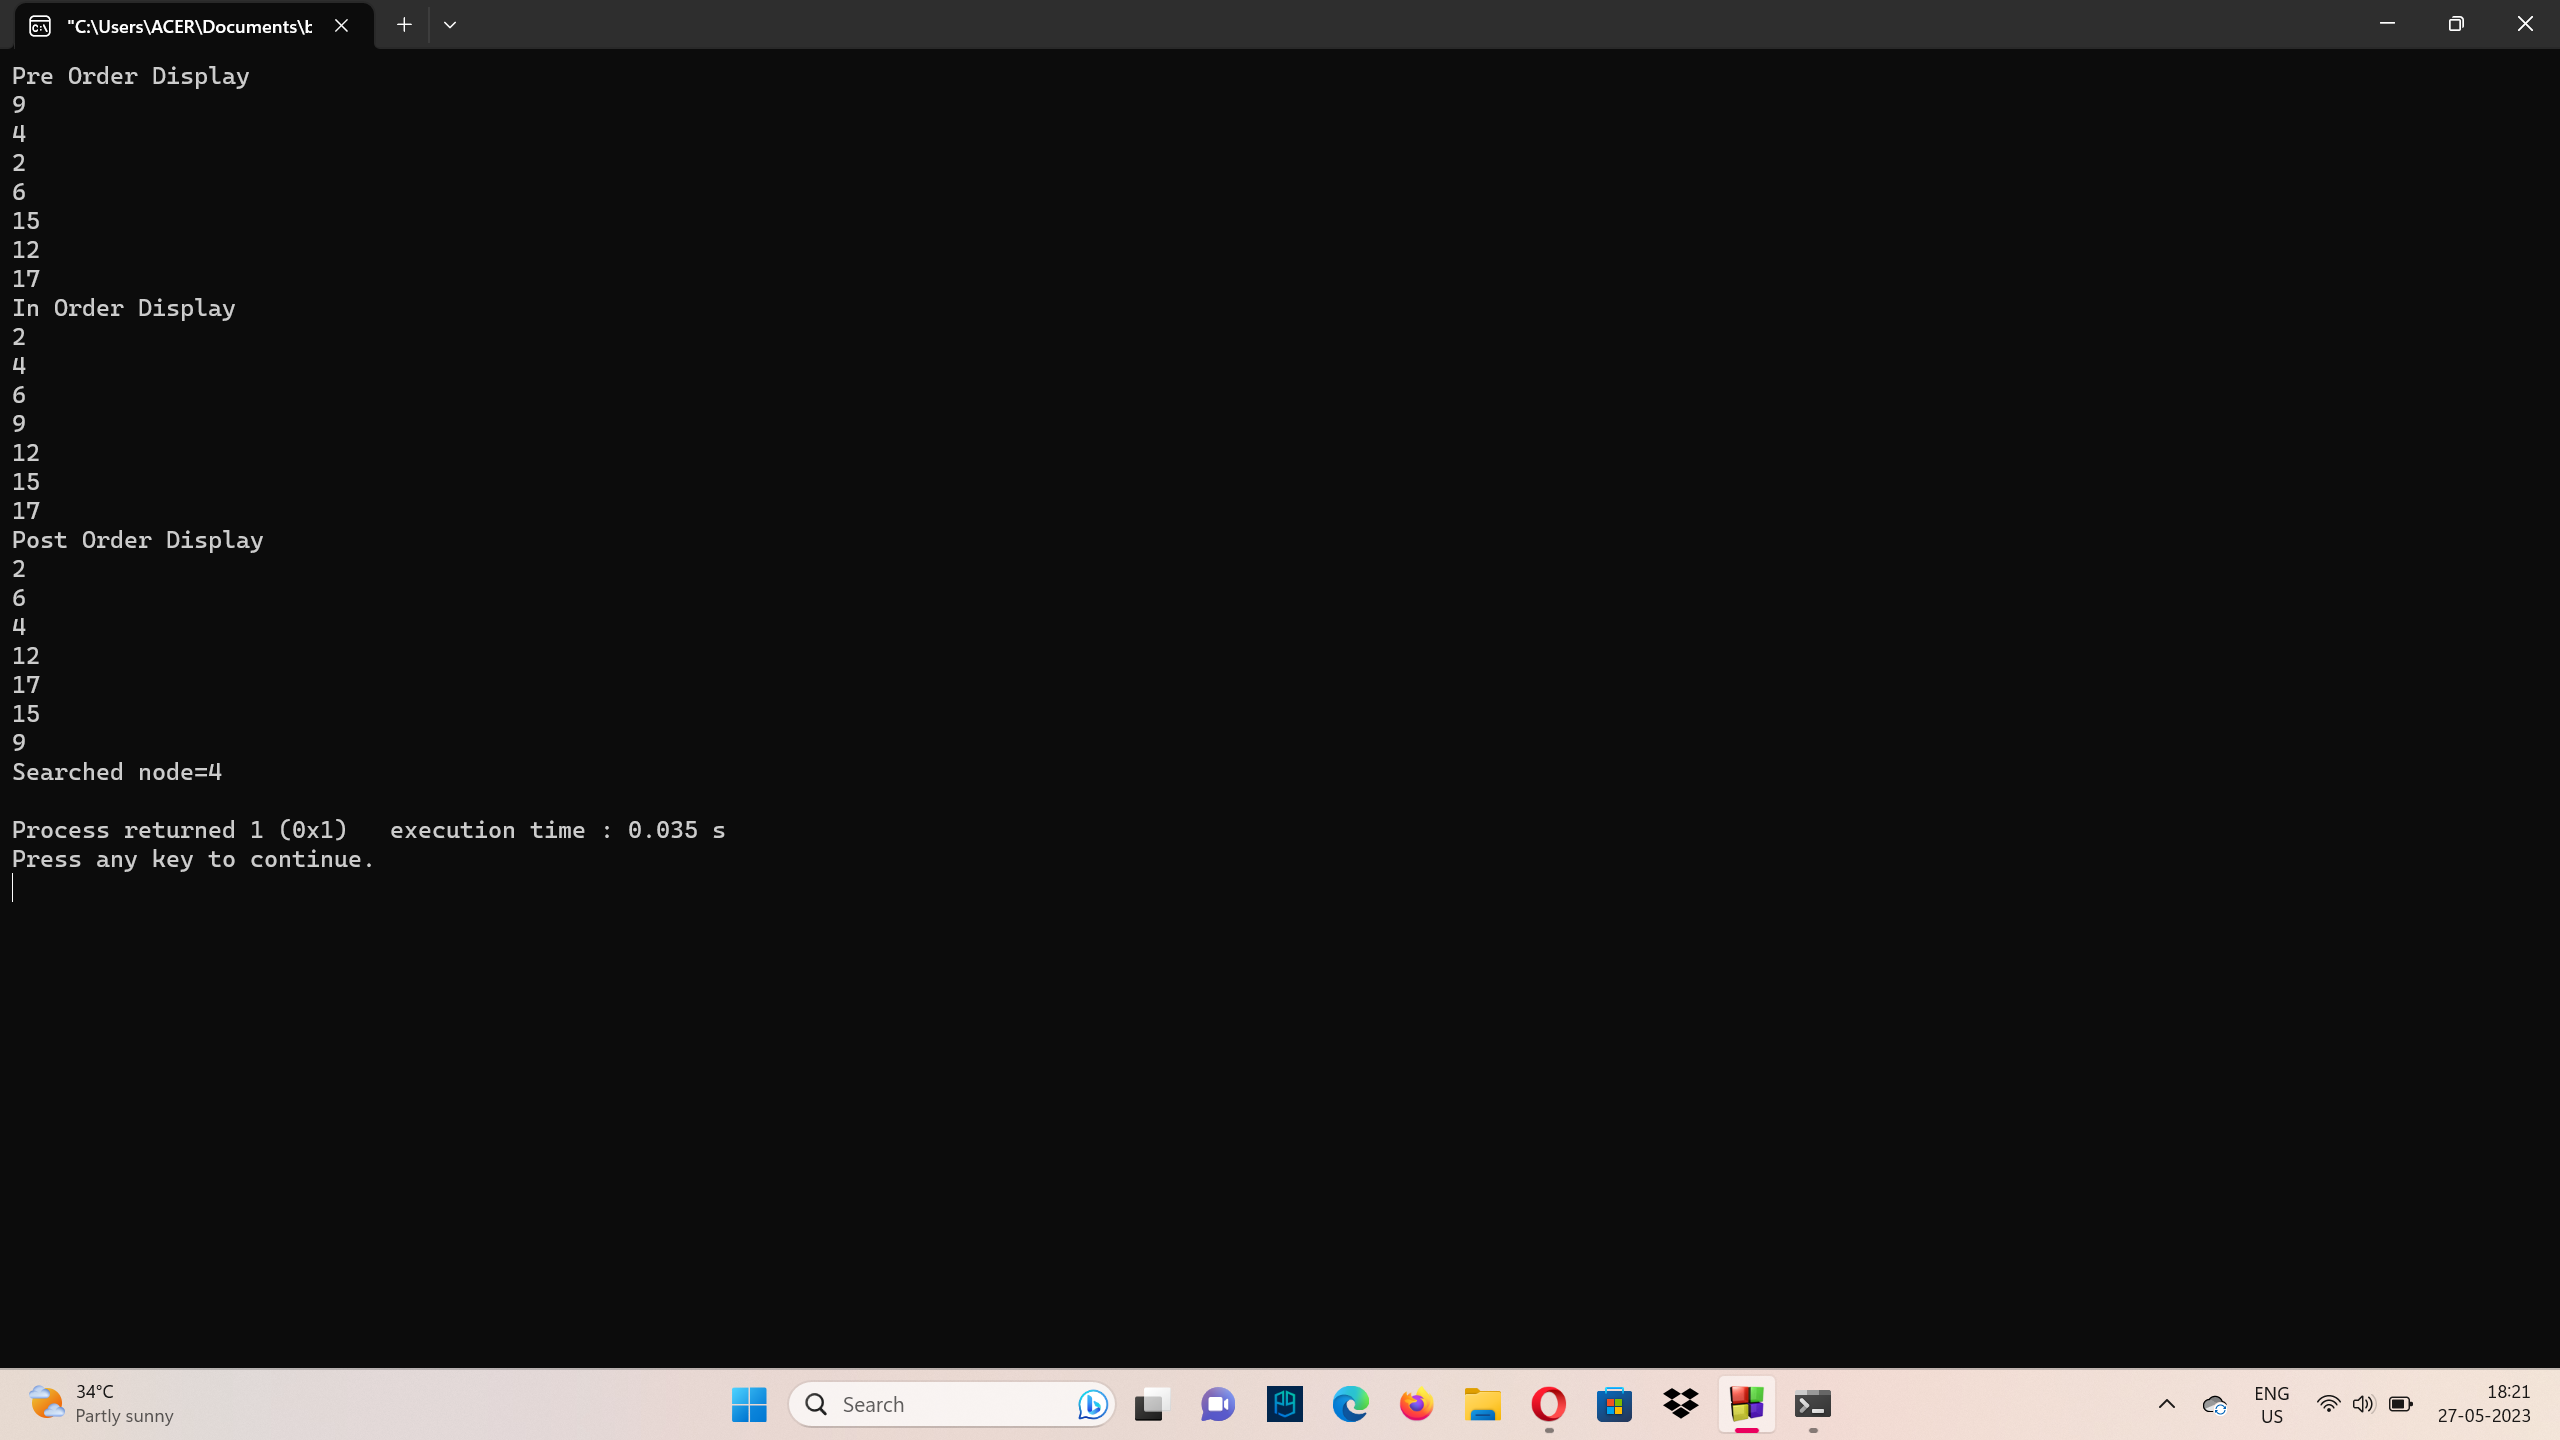 "C:\Users\ACER\Documents\b
Pre Order Display
9
4
2
6
15
12
17
In Order Display
2
4
6
9
12
15
17
Post Order Display
2
6
4
12
17
15
9
Searched node=4
Process returned 1 (0x1)   execution time : 0.035 s
Press any key to continue.
34°C
Partly sunny
Search
ENG
US
18:21
27-05-2023